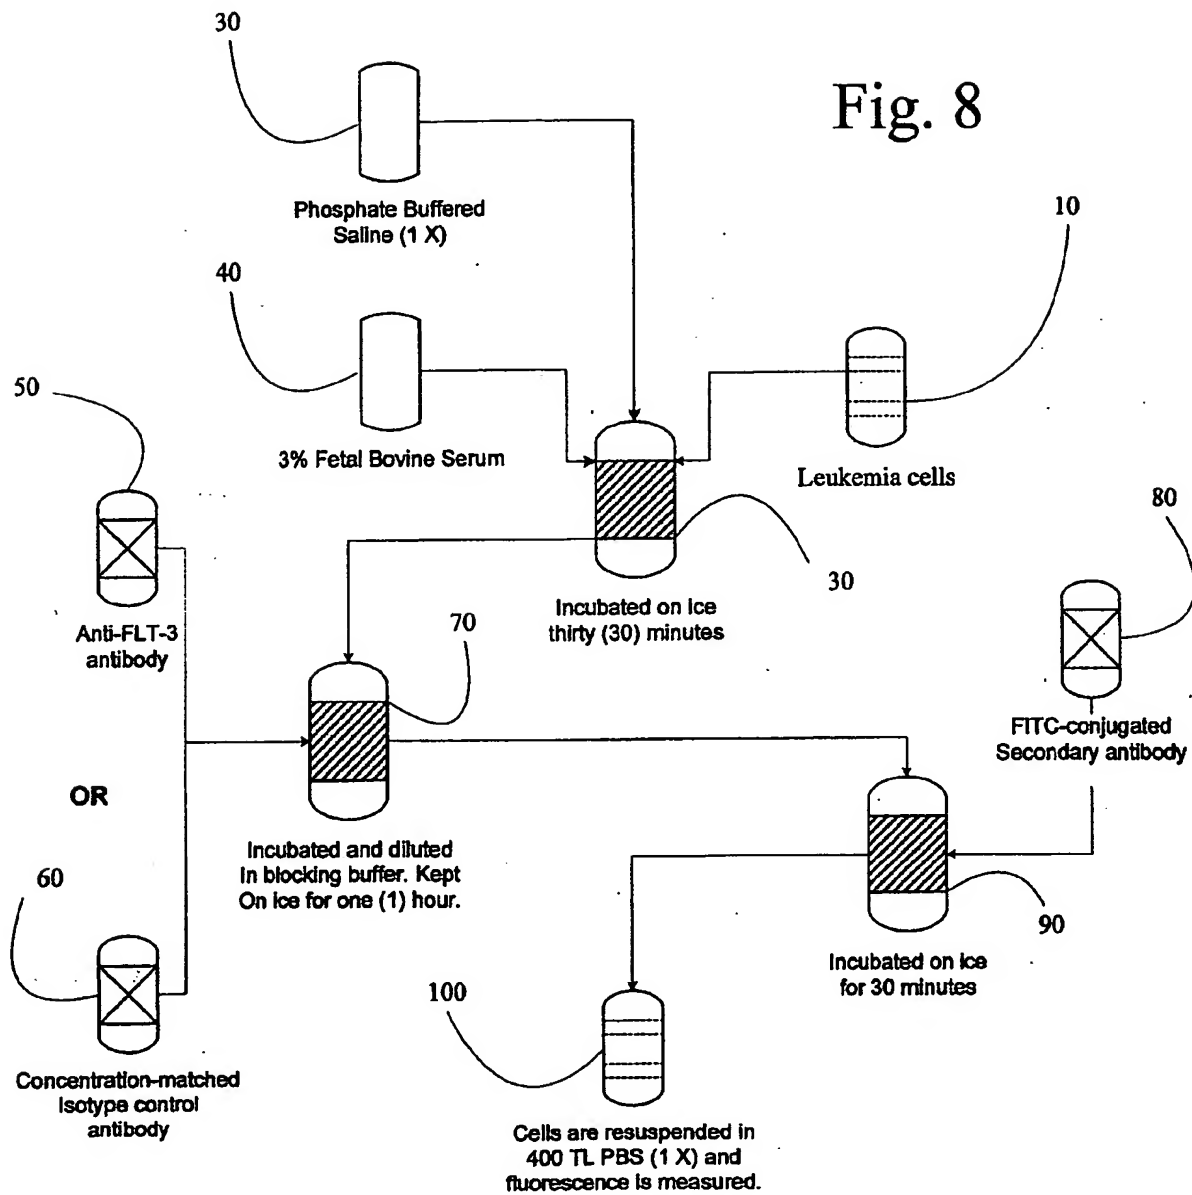 30
Fig. 8
Phosphate Buffered
Saline (1 X)
10
40
50
3% Fetal Bovine Serum
Leukemia cells
80
30
Anti-FLT-3
antibody
Incubated on Ice
thirty (30) minutes
70
FITC-conjugated
Secondary antibody
OR
Incubated and diluted
In blocking buffer. Kept
On ice for one (1) hour.
60
90
Incubated on ice
for 30 minutes
100
Concentration-matched
Isotype control
antibody
Cells are resuspended in
400 TL PBS (1 X) and
fluorescence is measured.